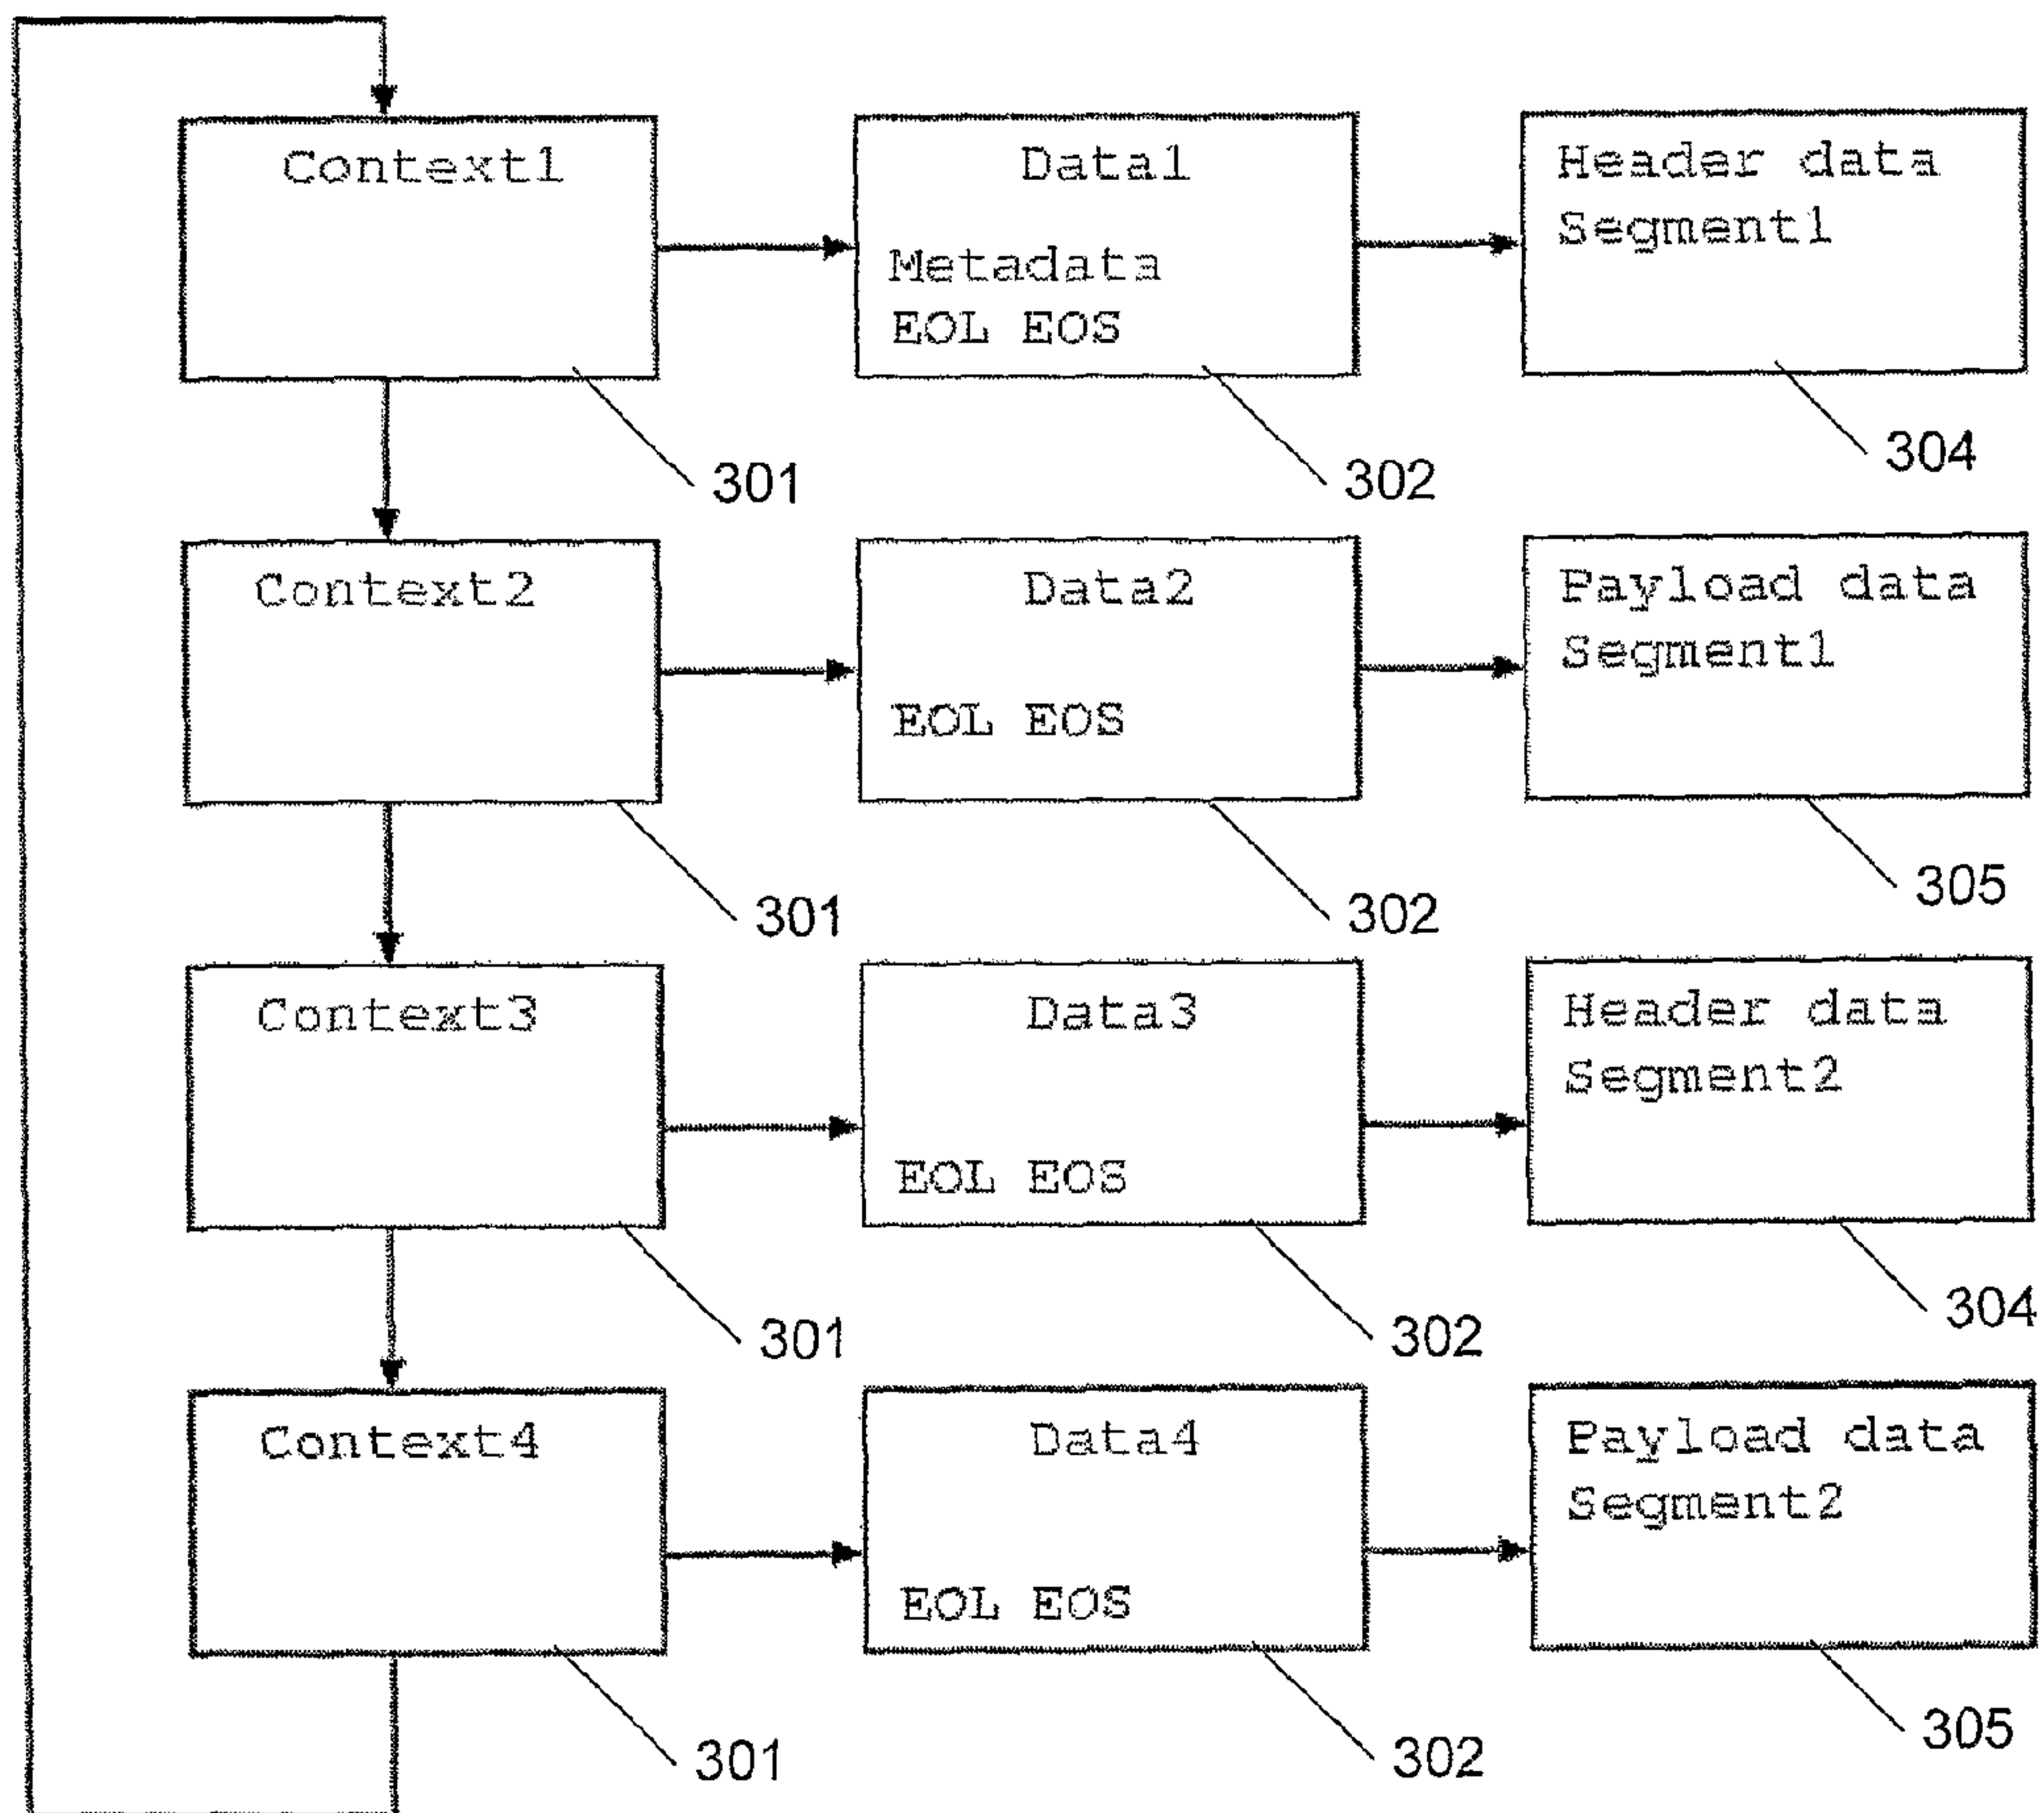 Context1
Data1
Metadata
EOL EOS
Header data
Segment1
301
302
304
Context2
Data2
EOL EOS
Payload data
Segment1
301
302
305
Context3
Data3
EOL EOS
Header data
Segment2
301
302
304
Context4
Data4
EOL EOS
Payload data
Segment2
301
302
305